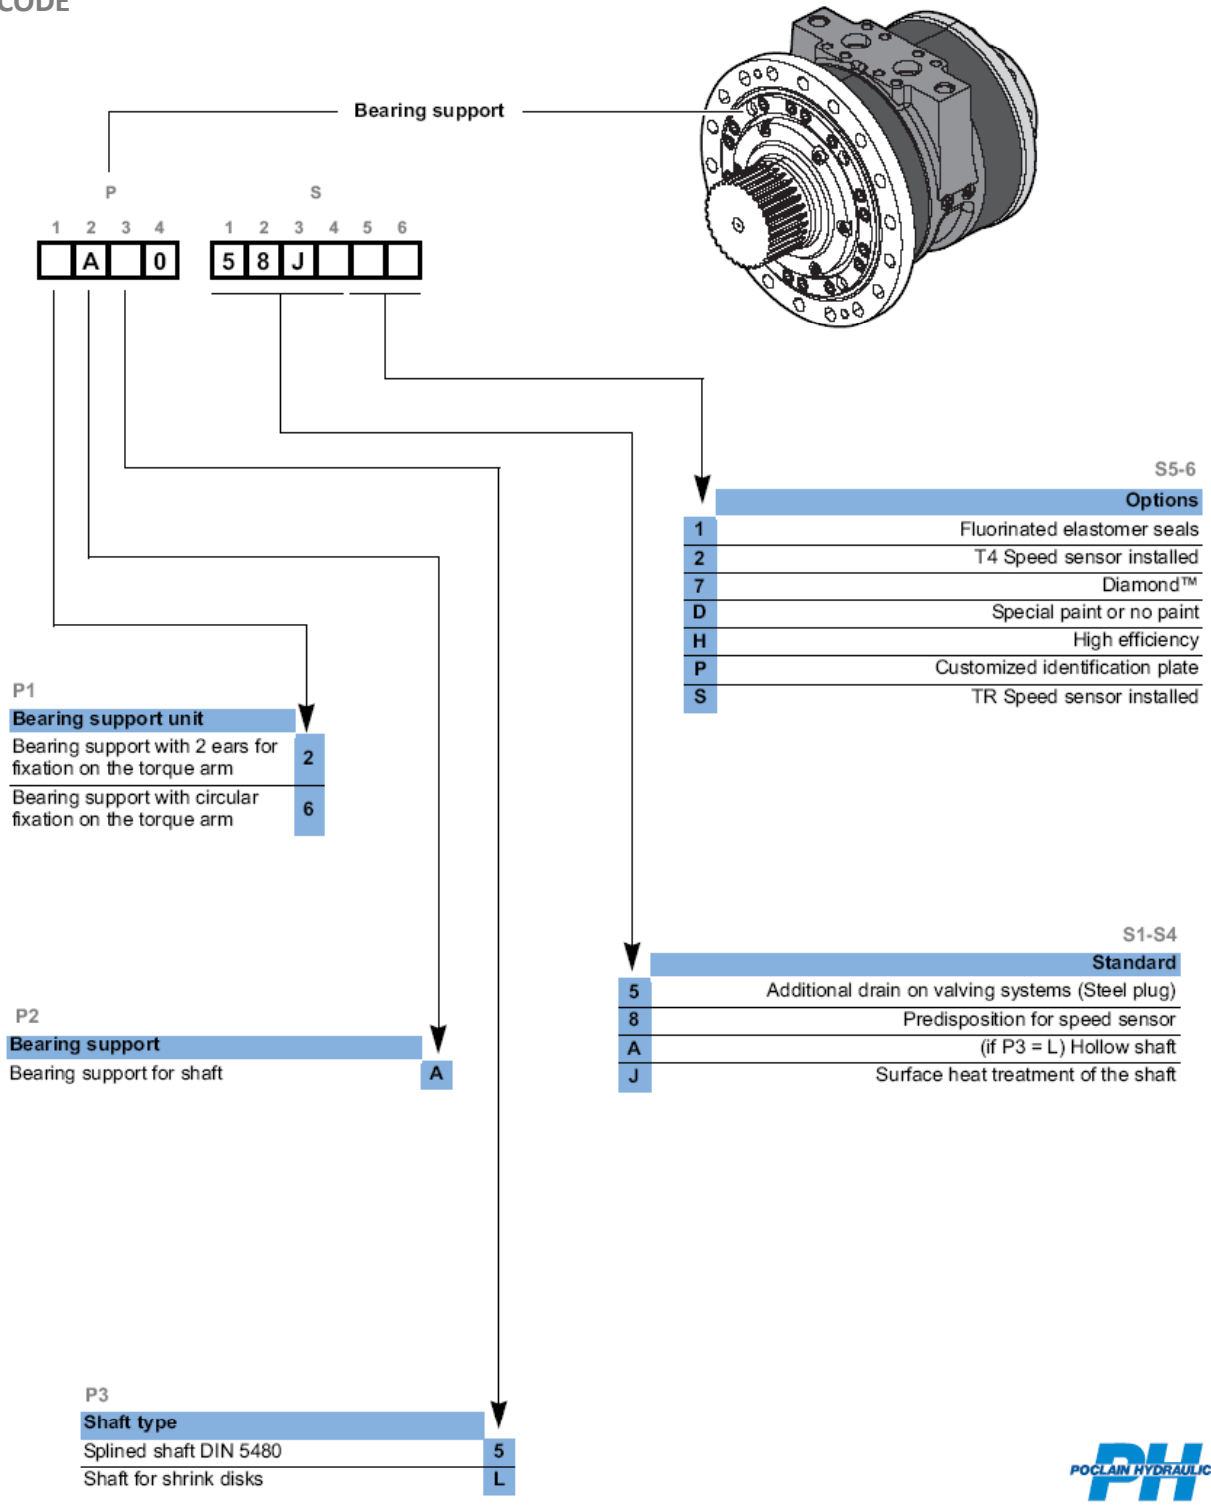 CODE
Bearing support
P S
1 2 3 4 1 2 3 4 5 6
A 0 5 8 J
S5-6
Options
1 Fluorinated elastomer seals
2 T4 Speed sensor installed
7 Diamond™
D Special paint or no paint
H High efficiency
P Customized identification plate
S TR Speed sensor installed
P1
Bearing support unit
Bearing support with 2 ears for
fixation on the torque arm
2
Bearing support with circular
fixation on the torque arm
6
S1-S4
Standard
5 Additional drain on valving systems (Steel plug)
8 Predisposition for speed sensor
A (if P3 = L) Hollow shaft
J Surface heat treatment of the shaft
P2
Bearing support
Bearing support for shaft A
P3
Shaft type
Splined shaft DIN 5480 5
Shaft for shrink disks L
PH
POCLAIN HYDRAULIC